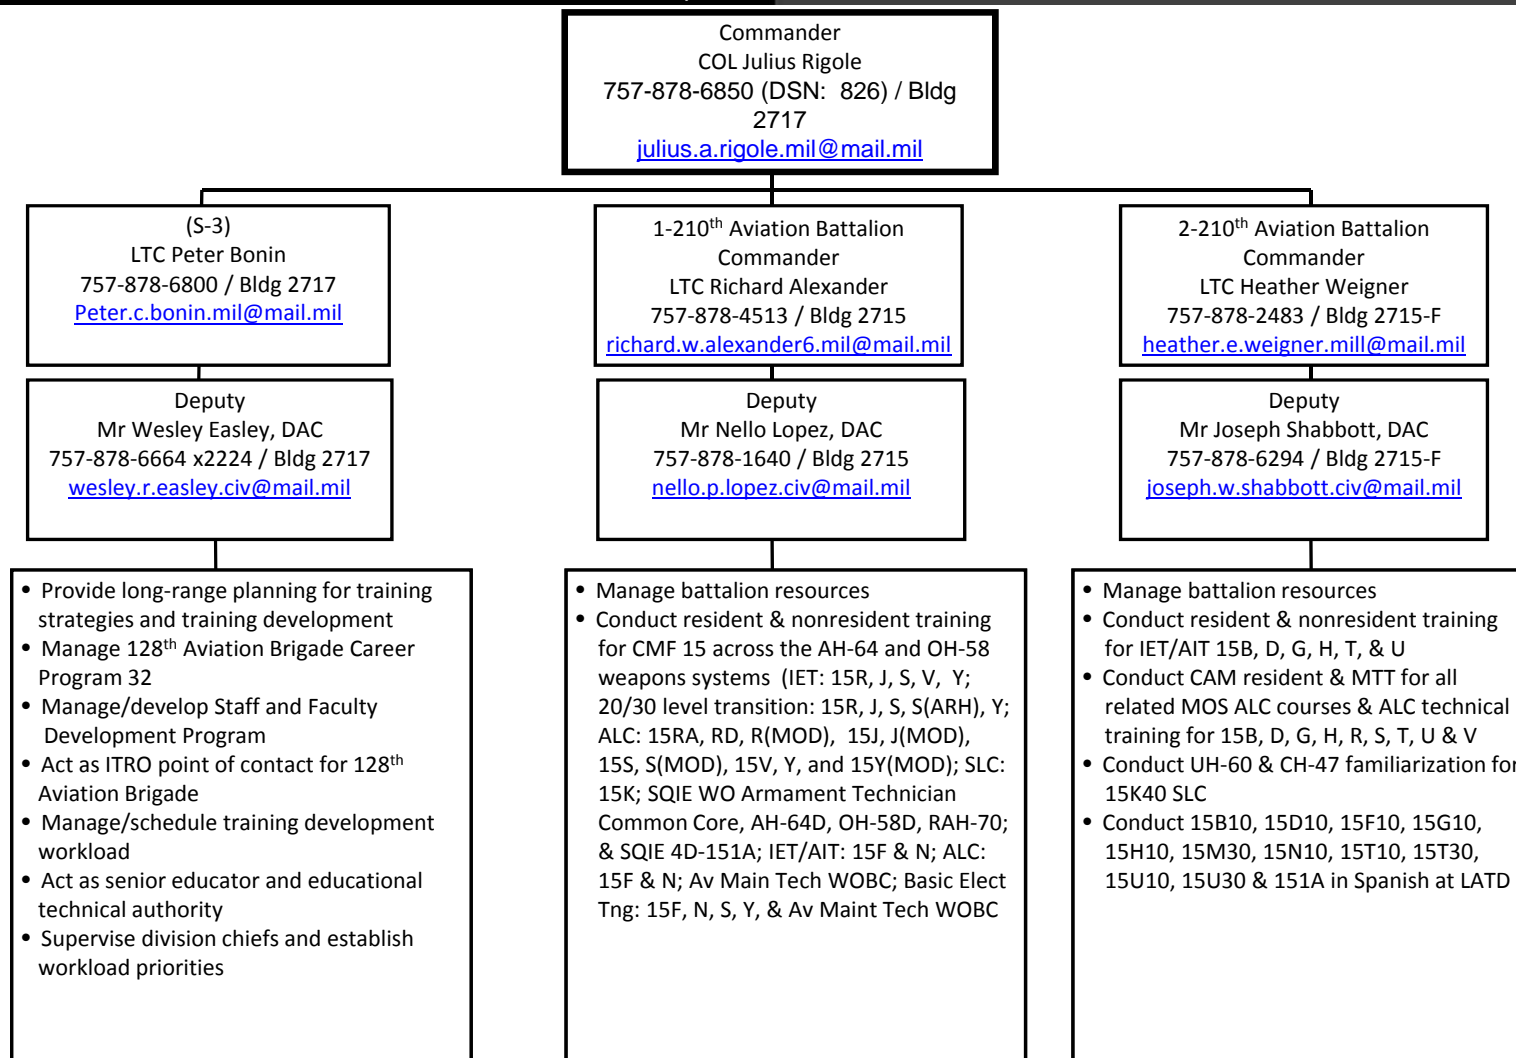 Commander
COL Julius Rigole
757-878-6850 (DSN:  826) / Bldg
2717
julius.a.rigole.mil@mail.mil
(S-3)
LTC Peter Bonin
757-878-6800 / Bldg 2717
Peter.c.bonin.mil@mail.mil
1-210th Aviation Battalion
Commander
LTC Richard Alexander
757-878-4513 / Bldg 2715
richard.w.alexander6.mil@mail.mil
2-210th Aviation Battalion
Commander
LTC Heather Weigner
757-878-2483 / Bldg 2715-F
heather.e.weigner.mill@mail.mil
Deputy
Mr Wesley Easley, DAC
757-878-6664 x2224 / Bldg 2717
wesley.r.easley.civ@mail.mil
Deputy
Mr Nello Lopez, DAC
757-878-1640 / Bldg 2715
nello.p.lopez.civ@mail.mil
Deputy
Mr Joseph Shabbott, DAC
757-878-6294 / Bldg 2715-F
joseph.w.shabbott.civ@mail.mil
• Provide long-range planning for training
strategies and training development
• Manage 128th Aviation Brigade Career
Program 32
• Manage/develop Staff and Faculty
Development Program
• Act as ITRO point of contact for 128th
Aviation Brigade
• Manage/schedule training development
workload
• Act as senior educator and educational
technical authority
• Supervise division chiefs and establish
workload priorities
• Manage battalion resources
• Conduct resident & nonresident training
for CMF 15 across the AH-64 and OH-58
weapons systems  (IET: 15R, J, S, V,  Y;
20/30 level transition: 15R, J, S, S(ARH), Y;
ALC: 15RA, RD, R(MOD),  15J, J(MOD),
15S, S(MOD), 15V, Y, and 15Y(MOD); SLC:
15K; SQIE WO Armament Technician
Common Core, AH-64D, OH-58D, RAH-70;
& SQIE 4D-151A; IET/AIT: 15F & N; ALC:
15F & N; Av Main Tech WOBC; Basic Elect
Tng: 15F, N, S, Y, & Av Maint Tech WOBC
• Manage battalion resources
• Conduct resident & nonresident training
for IET/AIT 15B, D, G, H, T, & U
• Conduct CAM resident & MTT for all
related MOS ALC courses & ALC technical
training for 15B, D, G, H, R, S, T, U & V
• Conduct UH-60 & CH-47 familiarization for
15K40 SLC
• Conduct 15B10, 15D10, 15F10, 15G10,
15H10, 15M30, 15N10, 15T10, 15T30,
15U10, 15U30 & 151A in Spanish at LATD